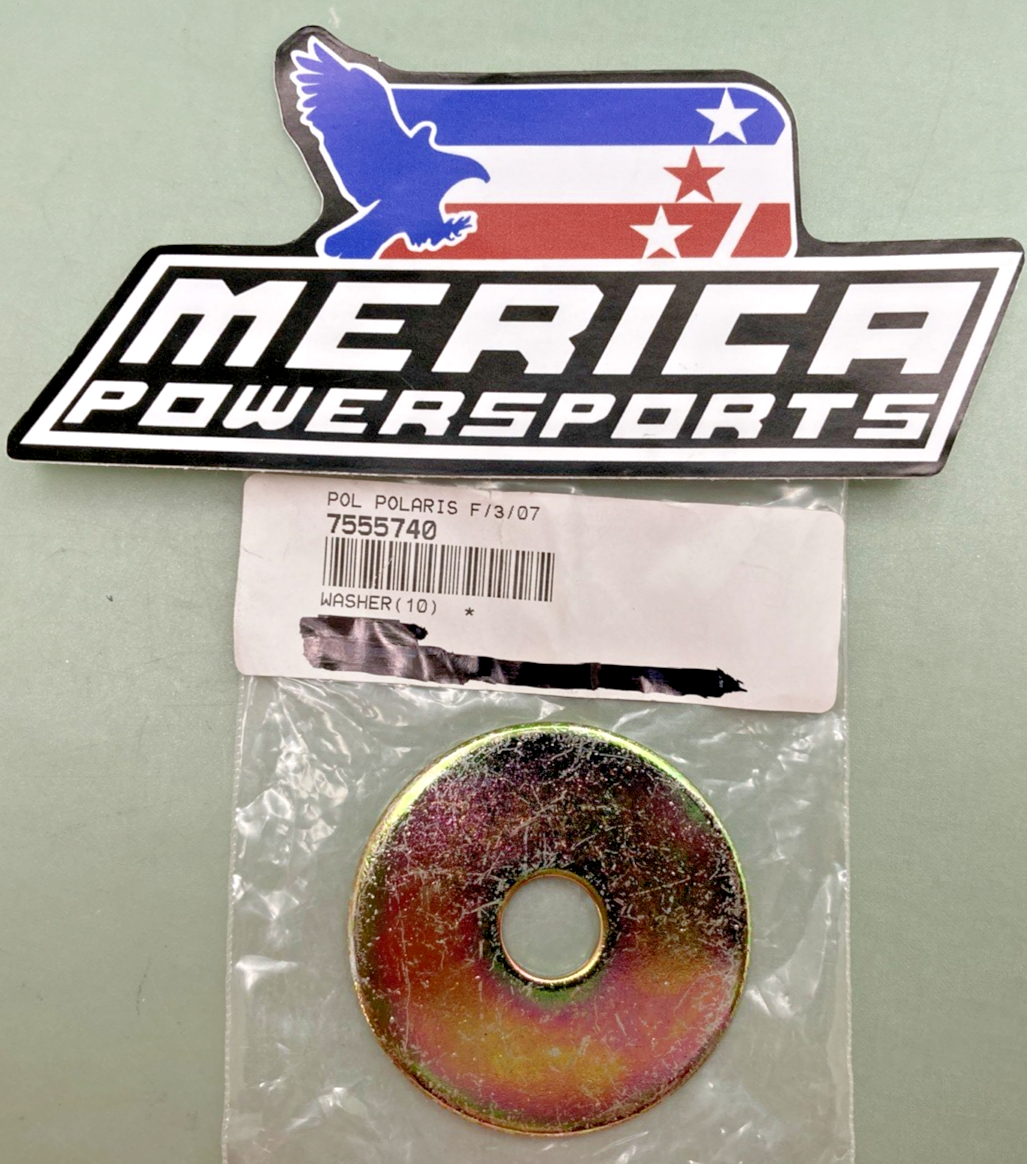 MERICA
POWERSPORTS
POL POLARIS F/3/07
7555740
WASHER(10) *